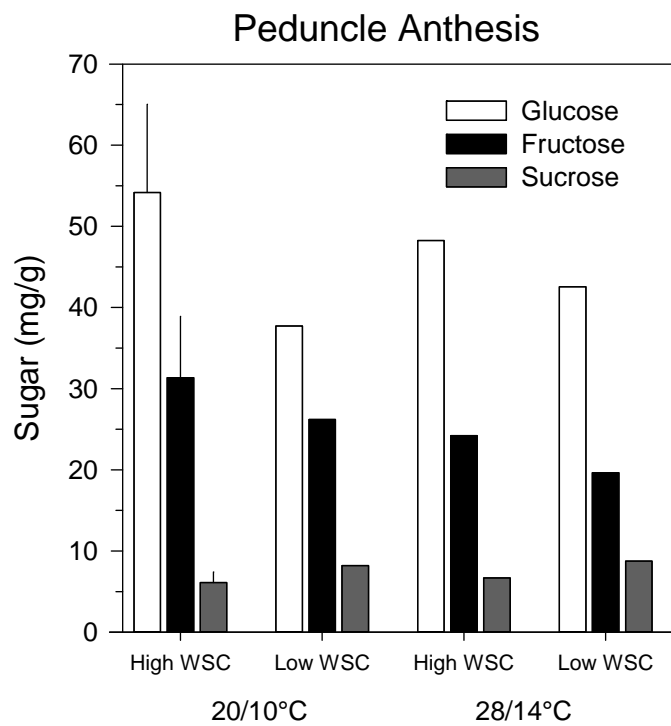 Peduncle Anthesis
70
60
50
40
30
20
10
0
Sugar (mg/g)
Glucose
Fructose
Sucrose
High WSC Low WSC High WSC Low WSC
20/10°C 28/14°C